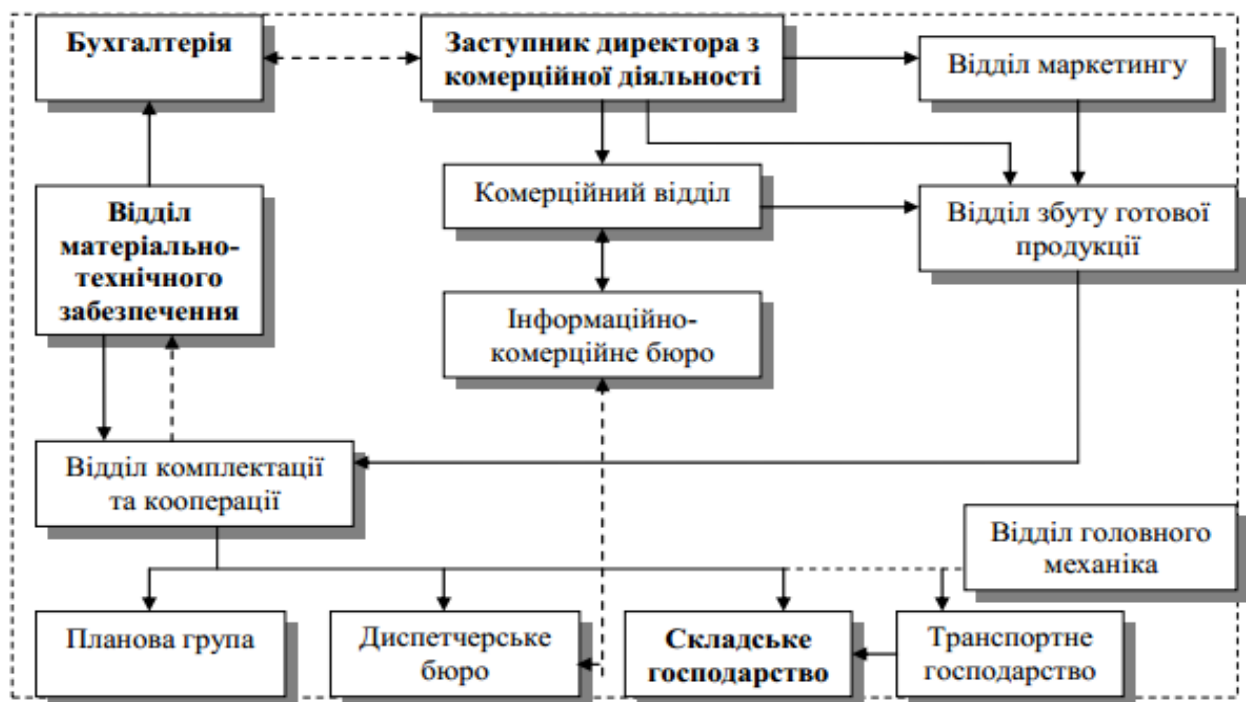 Бухгалтерія
Заступник директора з
комерційної діяльності
Відділ маркетингу
Відділ
матеріально-
технічного
забезпечення
Комерційний відділ
Відділ збуту готової
продукції
Інформаційно-
комерційне бюро
Відділ комплектації
та кооперації
Відділ головного
механіка
Планова група
Диспетчерське
бюро
Складське
господарство
Транспортне
господарство